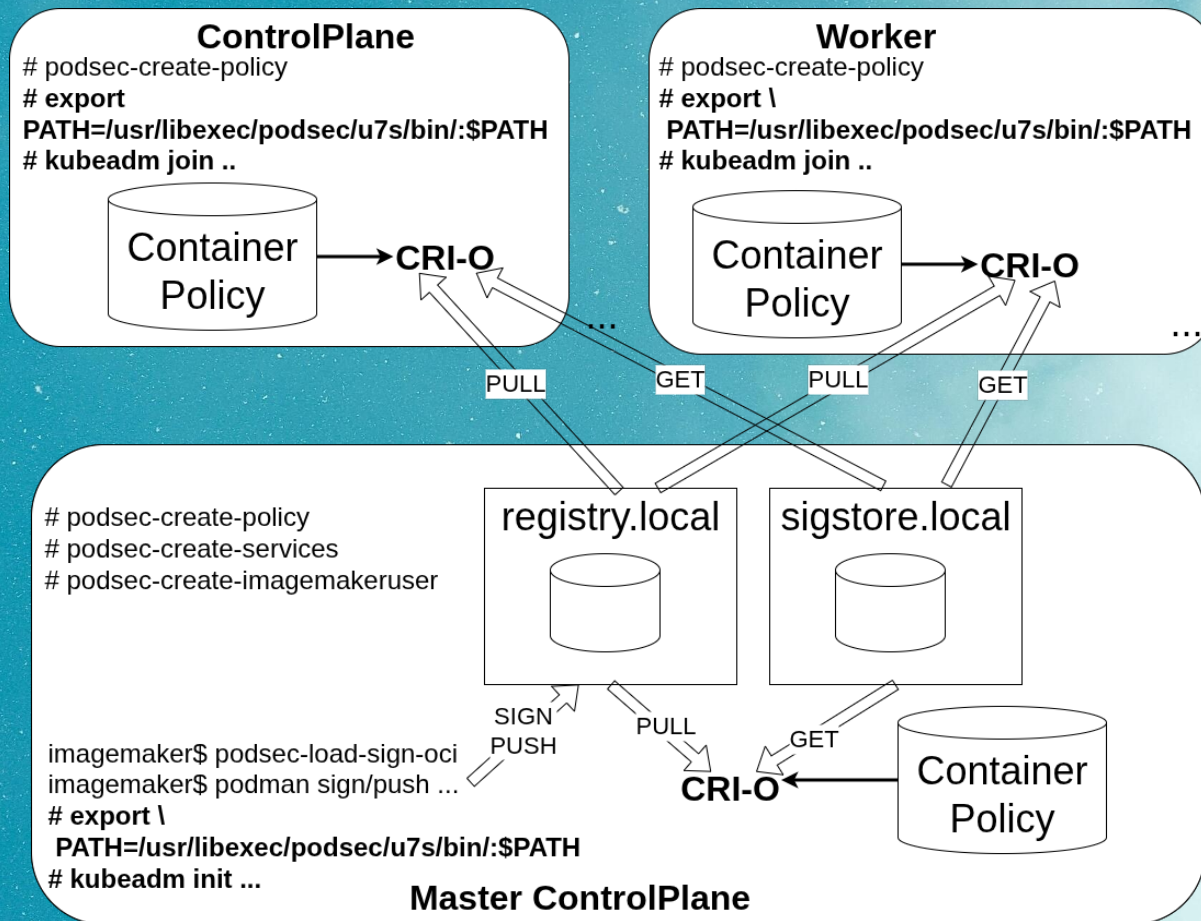 ControlPlane
# podsec-create-policy
# export
PATH=/usr/libexec/podsec/u7s/bin/:$PATH
# kubeadm join ..
Container
Policy
CRI-O
...
Worker
# podsec-create-policy
# export \
PATH=/usr/libexec/podsec/u7s/bin/:$PATH
# kubeadm join ..
Container
Policy
CRI-O
...
PULL
GET
PULL
GET
# podsec-create-policy
# podsec-create-services
# podsec-create-imagemakeruser
registry.local
sigstore.local
SIGN
PUSH
PULL
GET
imagemaker$ podsec-load-sign-oci
imagemaker$ podman sign/push ...
# export \
PATH=/usr/libexec/podsec/u7s/bin/:$PATH
# kubeadm init ...
CRI-O
Container
Policy
Master ControlPlane